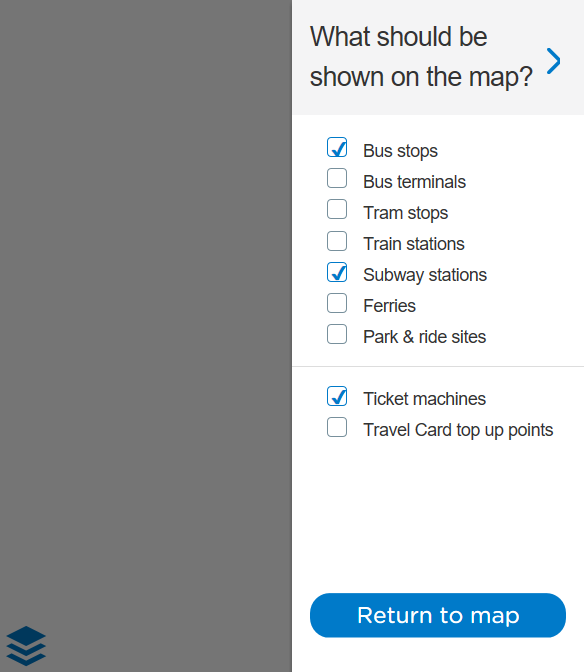 What should be
shown on the map?
Bus stops
Bus terminals
Tram stops
Train stations
Subway stations
Ferries
Park & ride sites
Ticket machines
Travel Card top up points
Return to map